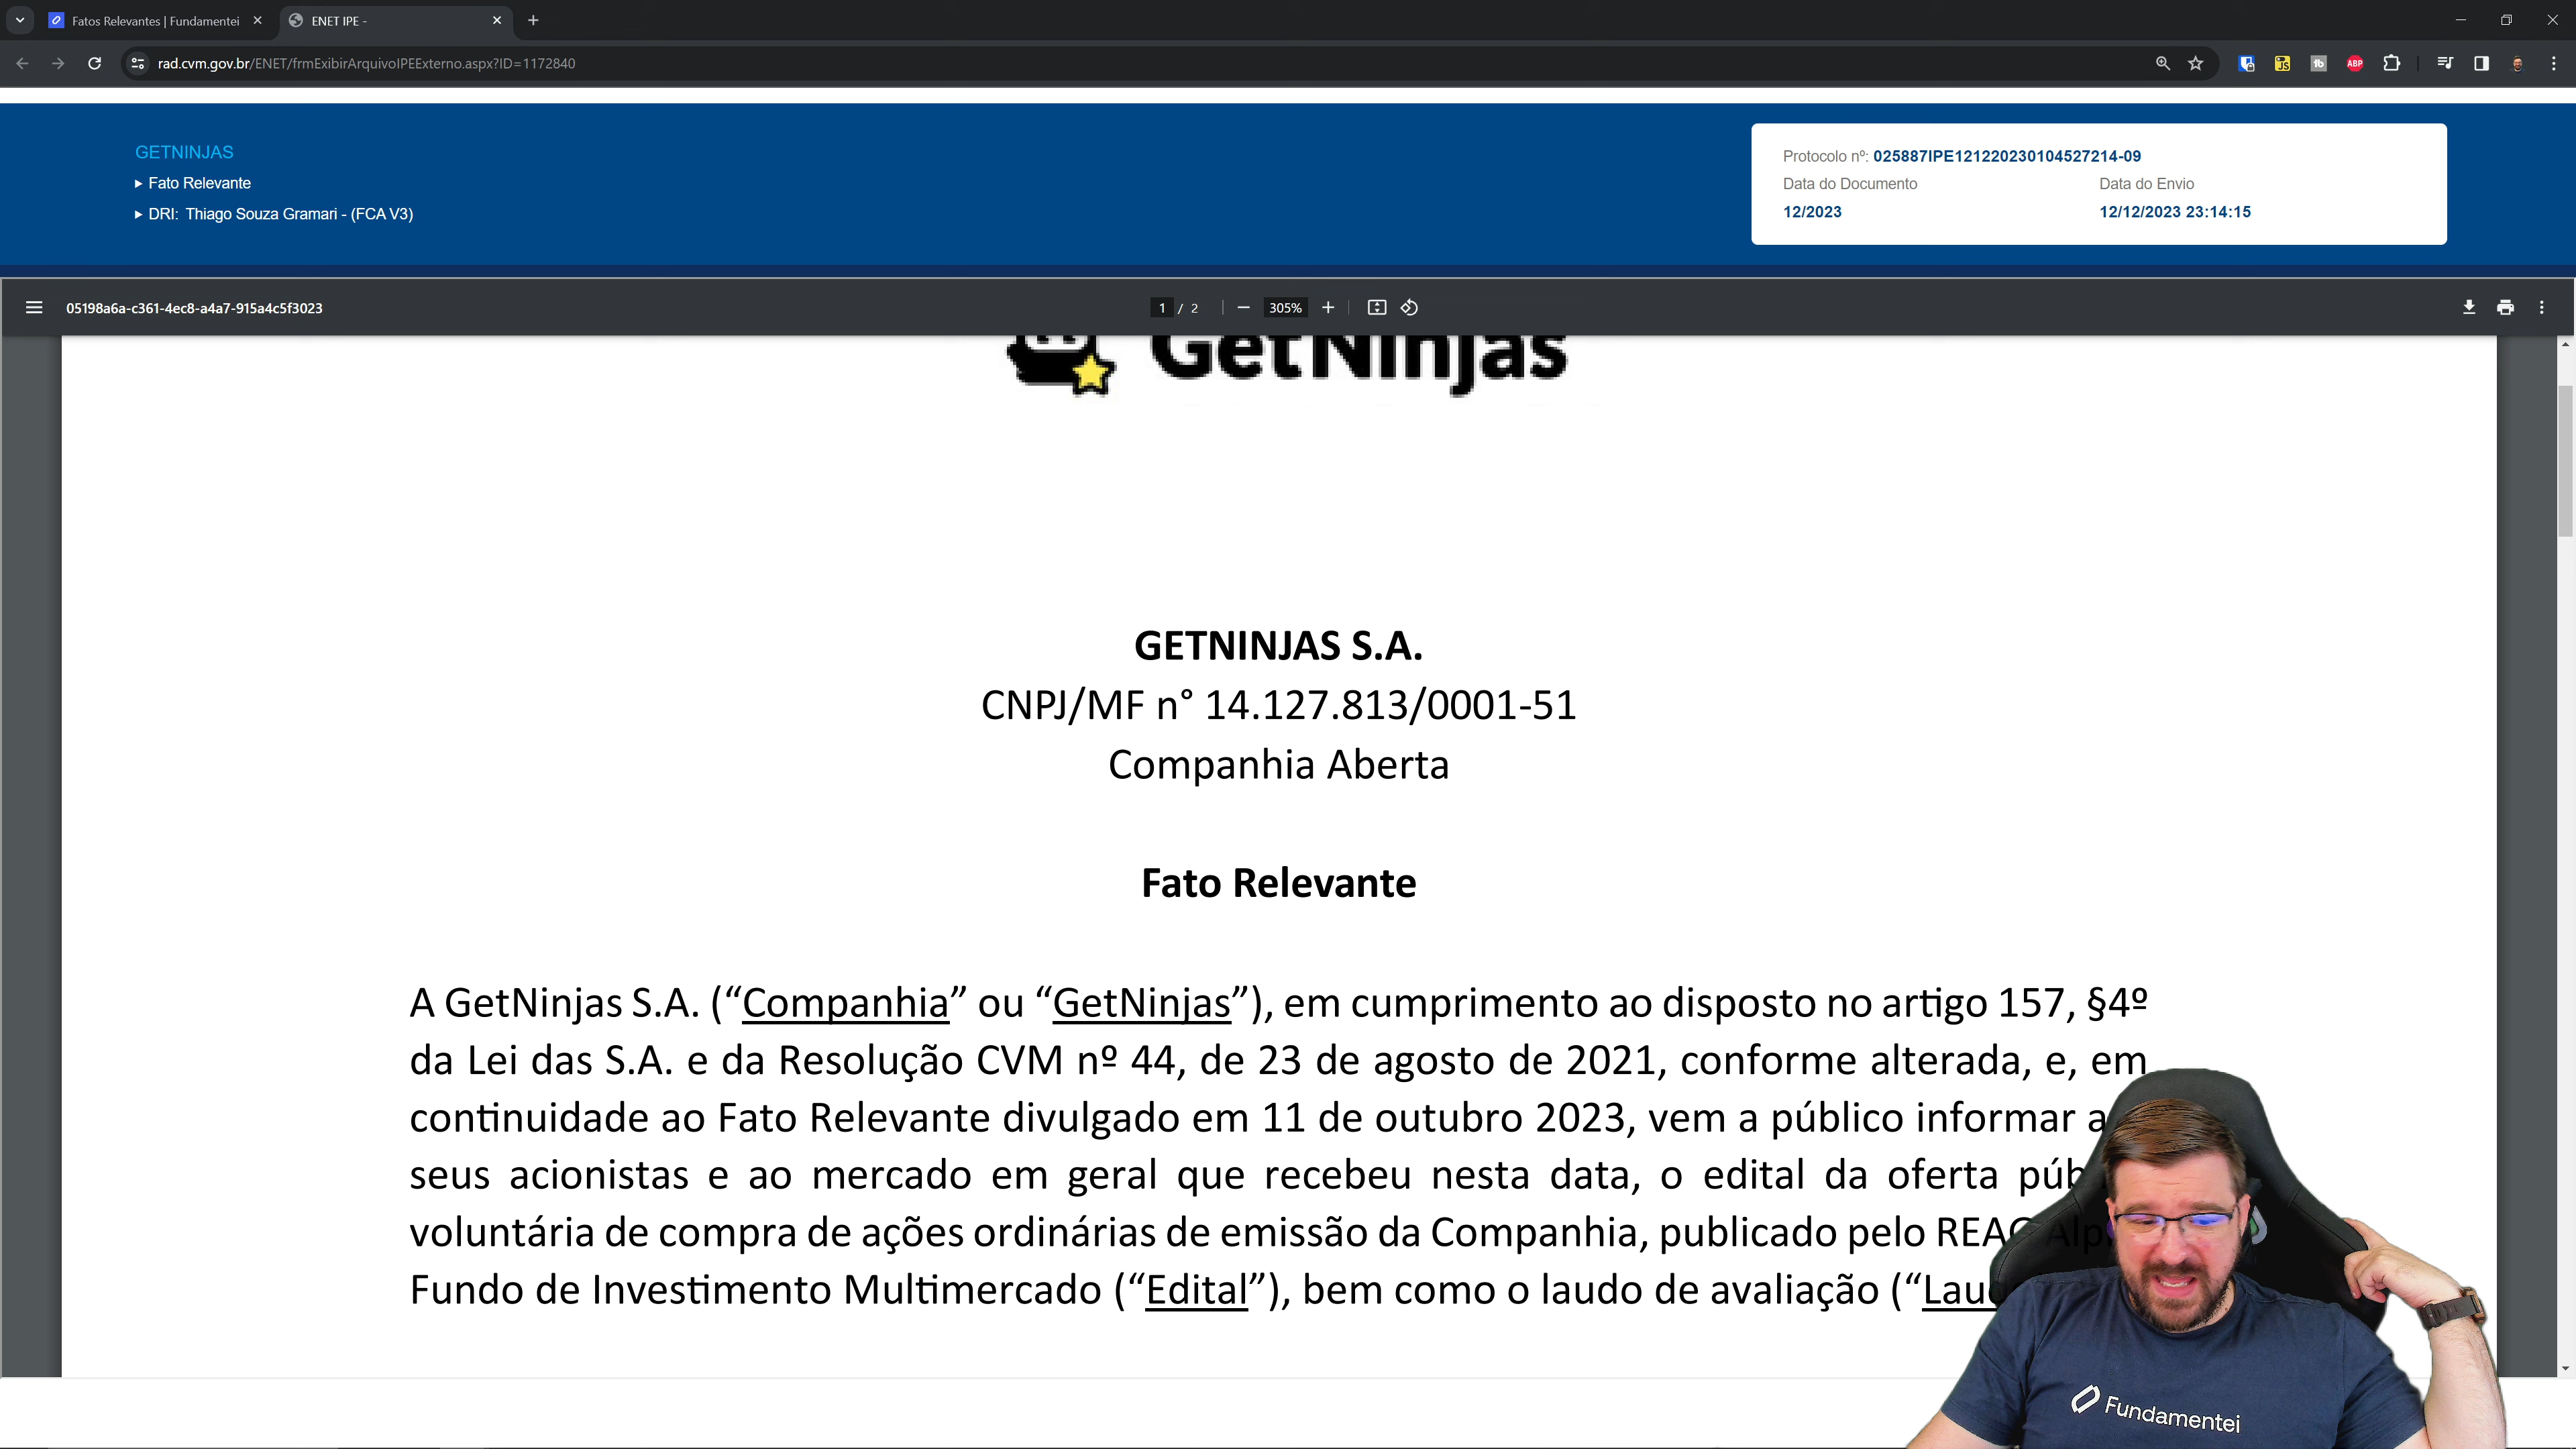 Fatos Relevantes | Fundamentei
ENET IPE -
rad.cvm.gov.br/ENET/frmExibirArquivoIPEExterno.aspx?ID=1172840
JS
tb
ABP
GETNINJAS
Fato Relevante
DRI: Thiago Souza Gramari - (FCA V3)
Protocolo nº: 025887IPE121220230104527214-09
Data do Documento Data do Envio
12/2023 12/12/2023 23:14:15
05198a6a-c361-4ec8-a4a7-915a4c5f3023
1 / 2
305%
GetNinjas
GETNINJAS S.A.
CNPJ/MF n° 14.127.813/0001-51
Companhia Aberta
Fato Relevante
A GetNinjas S.A. (“Companhia” ou “GetNinjas”), em cumprimento ao disposto no artigo 157, §4º
da Lei das S.A. e da Resolução CVM nº 44, de 23 de agosto de 2021, conforme alterada, e, em
continuidade ao Fato Relevante divulgado em 11 de outubro 2023, vem a público informar
seus acionistas e ao mercado em geral que recebeu nesta data, o edital da oferta
voluntária de compra de ações ordinárias de emissão da Companhia, publicado pelo
Fundo de Investimento Multimercado (“Edital”), bem como o laudo de avaliação
Fundamentei